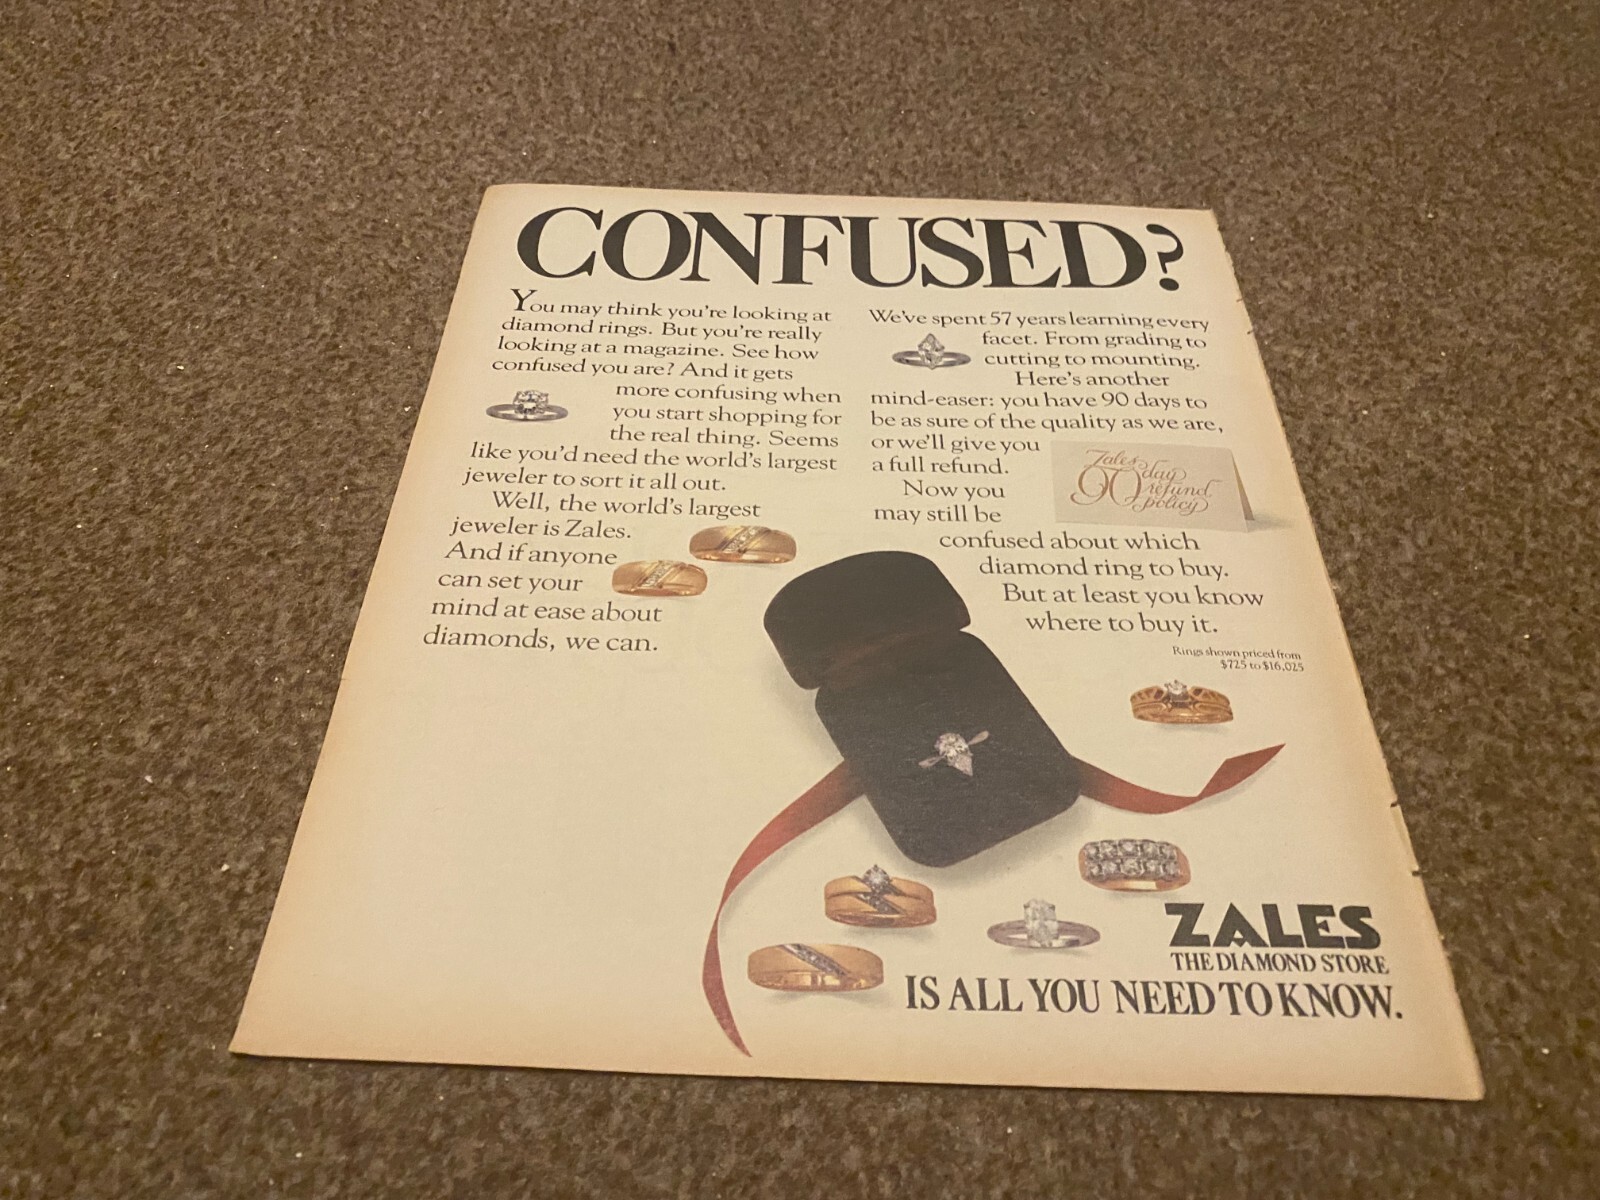 CONFUSED?
You may think you're looking at
diamond rings. But you're really
looking at a magazine. See how
confused you are? And it gets
more confusing when
you start shopping for
the real thing. Seems
like you'd need the world's largest
jeweler to sort it all out.
Well, the world's largest
jeweler is Zales.
And if anyone
can set your
mind at ease about
diamonds, we can.
We've spent 57 years learning every
facet. From grading to
cutting to mounting.
Here's another
mind-easer: you have 90 days to
be as sure of the quality as we are,
or we'll give you
a full refund.
Zales
90 day
refund
policy
Now you
may still be
confused about which
diamond ring to buy.
But at least you know
where to buy it.
Rings shown priced from
$725 to $16,025
ZALES
THE DIAMOND STORE
IS ALL YOU NEED TO KNOW.